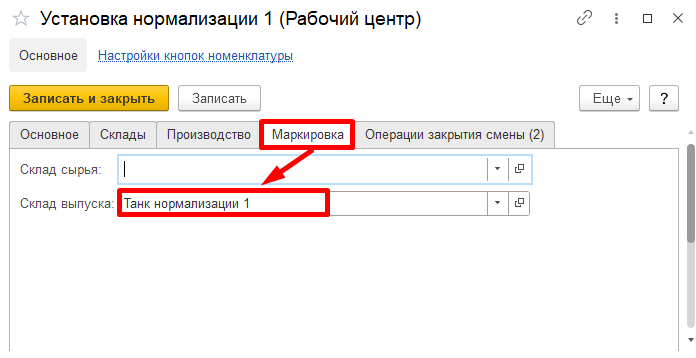 Установка нормализации 1 (Рабочий центр)
Основное Настройки кнопок номенклатуры
Записать и закрыть Записать Еще ?
Основное Склады Производство Маркировка Операции закрытия смены (2)
Склад сырья:
Склад выпуска: Танк нормализации 1